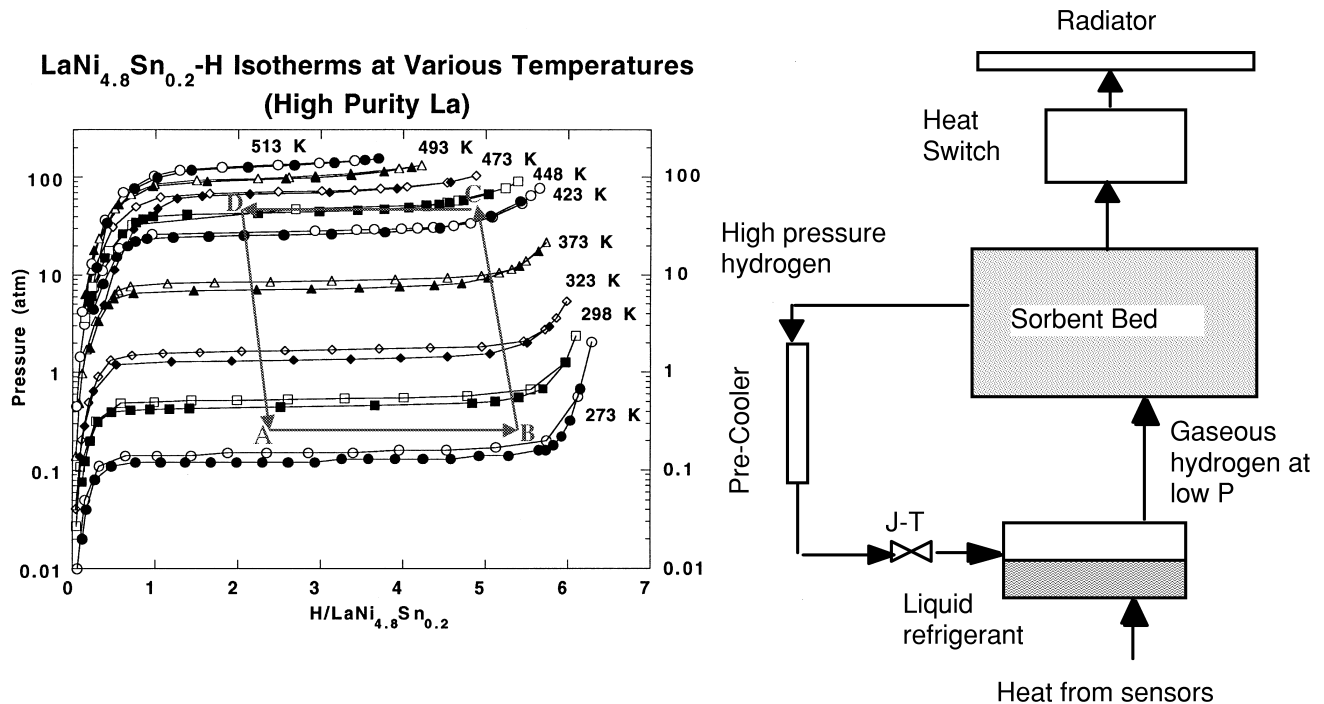 LaNi4.8Sn0.2-H Isotherms at Various Temperatures
(High Purity La)
513 K
493 K
473 K
448 K
423 K
373 K
323 K
298 K
273 K
D
C
A
B
100
10
1
0.1
0.01
100
10
1
0.1
0.01
Pressure (atm)
0 1 2 3 4 5 6 7
H/LaNi4.8Sn0.2
Radiator
Heat
Switch
High pressure
hydrogen
Sorbent Bed
Pre-Cooler
Gaseous
hydrogen at
low P
J-T
Liquid
refrigerant
Heat from sensors